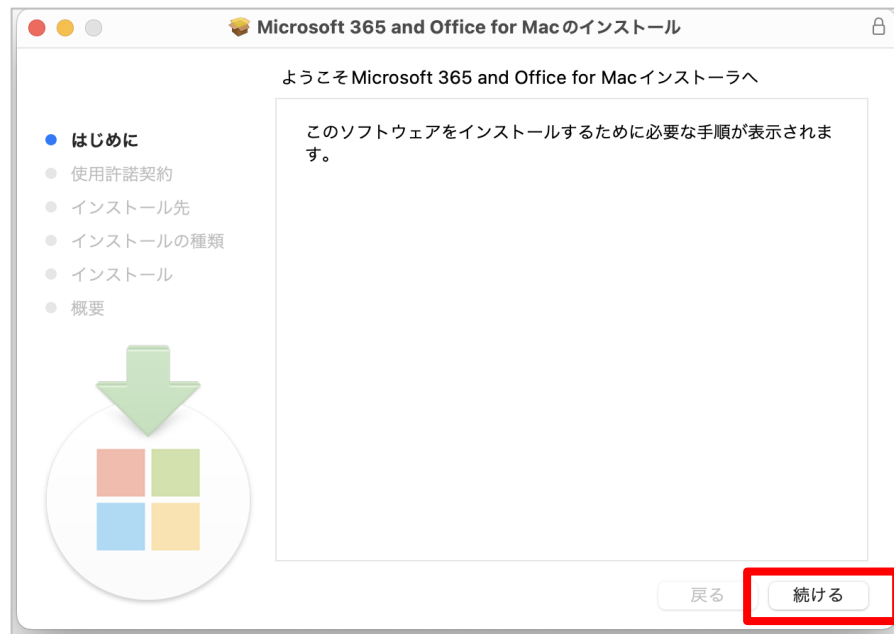 Microsoft 365 and Office for Macのインストール
ようこそMicrosoft 365 and Office for Macインストーラへ
はじめに
使用許諾契約
インストール先
インストールの種類
インストール
概要
このソフトウェアをインストールするために必要な手順が表示されま
す。
戻る
続ける